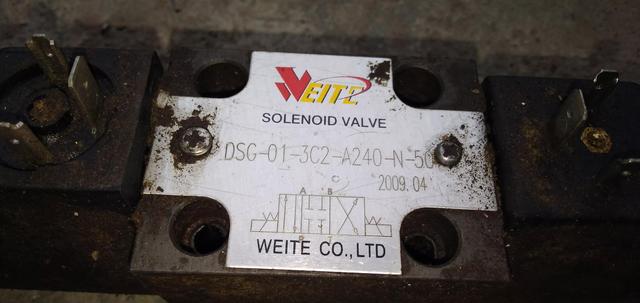 WEITE
SOLENOID VALVE
DSG-01-3C2-A240-N-50
2009.04
A B
WEITE CO.,LTD